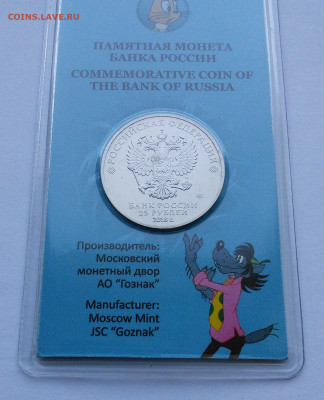 COINS.LAVE.RU
ПАМЯТНАЯ МОНЕТА
БАНКА РОССИИ
COMMEMORATIVE COIN OF
THE BANK OF RUSSIA
РОССИЙСКАЯ ФЕДЕРАЦИЯ
БАНК РОССИИ
25 РУБЛЕЙ
2018 г.
Производитель:
Московский
монетный двор
АО "Гознак"
Manufacturer:
Moscow Mint
JSC "Goznak"